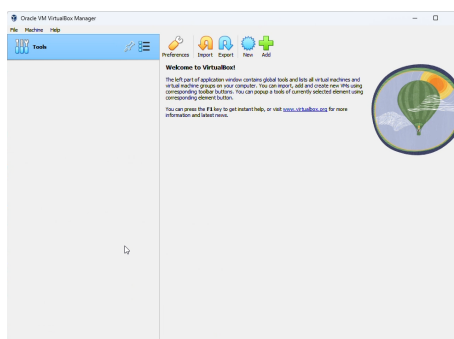 Oracle VM VirtualBox Manager
File Machine Help
Tools
Preferences Import Export New Add
Welcome to VirtualBox!
The left part of application window contains global tools and lists all virtual machines and
virtual machine groups on your computer. You can import, add and create new VMs using
corresponding toolbar buttons. You can popup a tools of currently selected element using
corresponding element button.
You can press the F1 key to get instant help, or visit www.virtualbox.org for more
information and latest news.